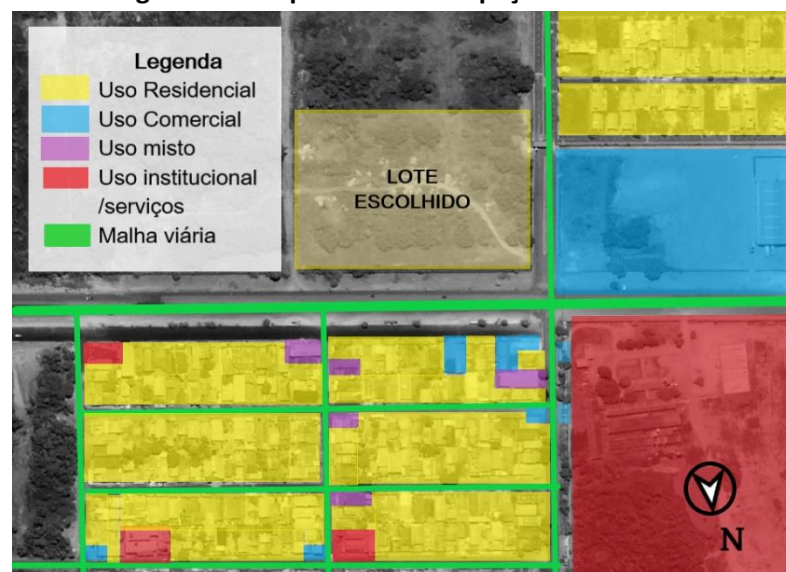 Legenda
Uso Residencial
Uso Comercial
Uso misto
Uso institucional
/serviços
Malha viária
LOTE
ESCOLHIDO
N